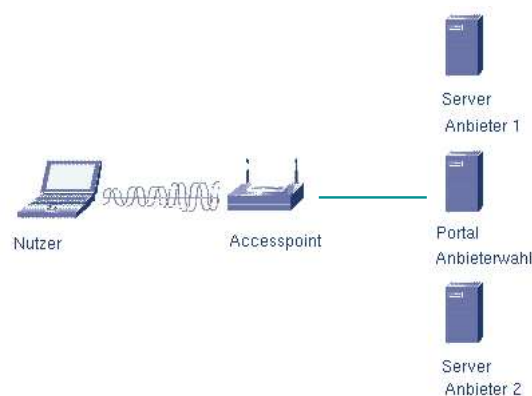 Server
Anbieter 1
Nutzer
Accesspoint
Portal
Anbieterwahl
Server
Anbieter 2